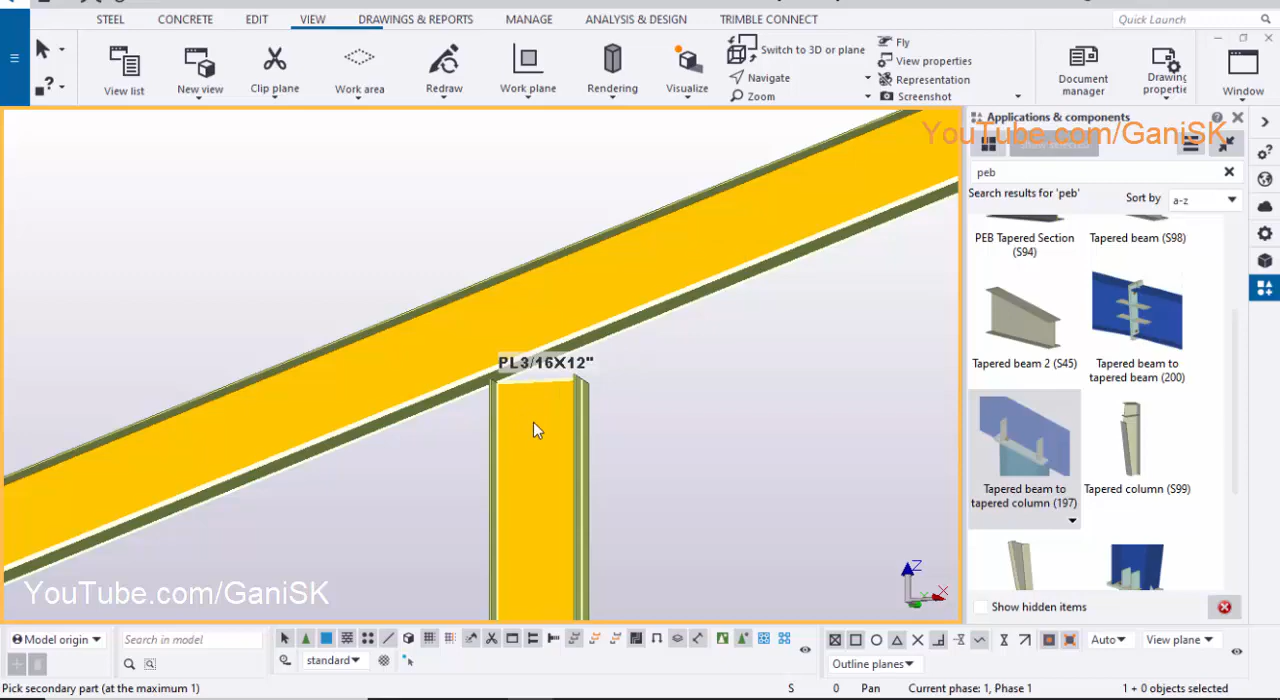 STEEL CONCRETE EDIT VIEW DRAWINGS & REPORTS MANAGE ANALYSIS & DESIGN TRIMBLE CONNECT
Quick Launch
View list
New view
Clip plane
Work area
Redraw
Work plane
Rendering
Visualize
Switch to 3D or plane
Navigate
Zoom
Fly
View properties
Representation
Screenshot
Document
manager
Drawing
propertie
Window
Applications & components
YouTube.com/GaniSK
peb
Search results for 'peb'
Sort by
a-z
PEB Tapered Section
(S94)
Tapered beam (S98)
Tapered beam 2 (S45)
Tapered beam to
tapered beam (200)
Tapered beam to
tapered column (197)
Tapered column (S99)
Show hidden items
PL3/16X12"
Z
X
YouTube.com/GaniSK
Model origin
Search in model
standard
Auto
View plane
Outline planes
Pick secondary part (at the maximum 1)
S
0
Pan
Current phase: 1, Phase 1
1 + 0 objects selected